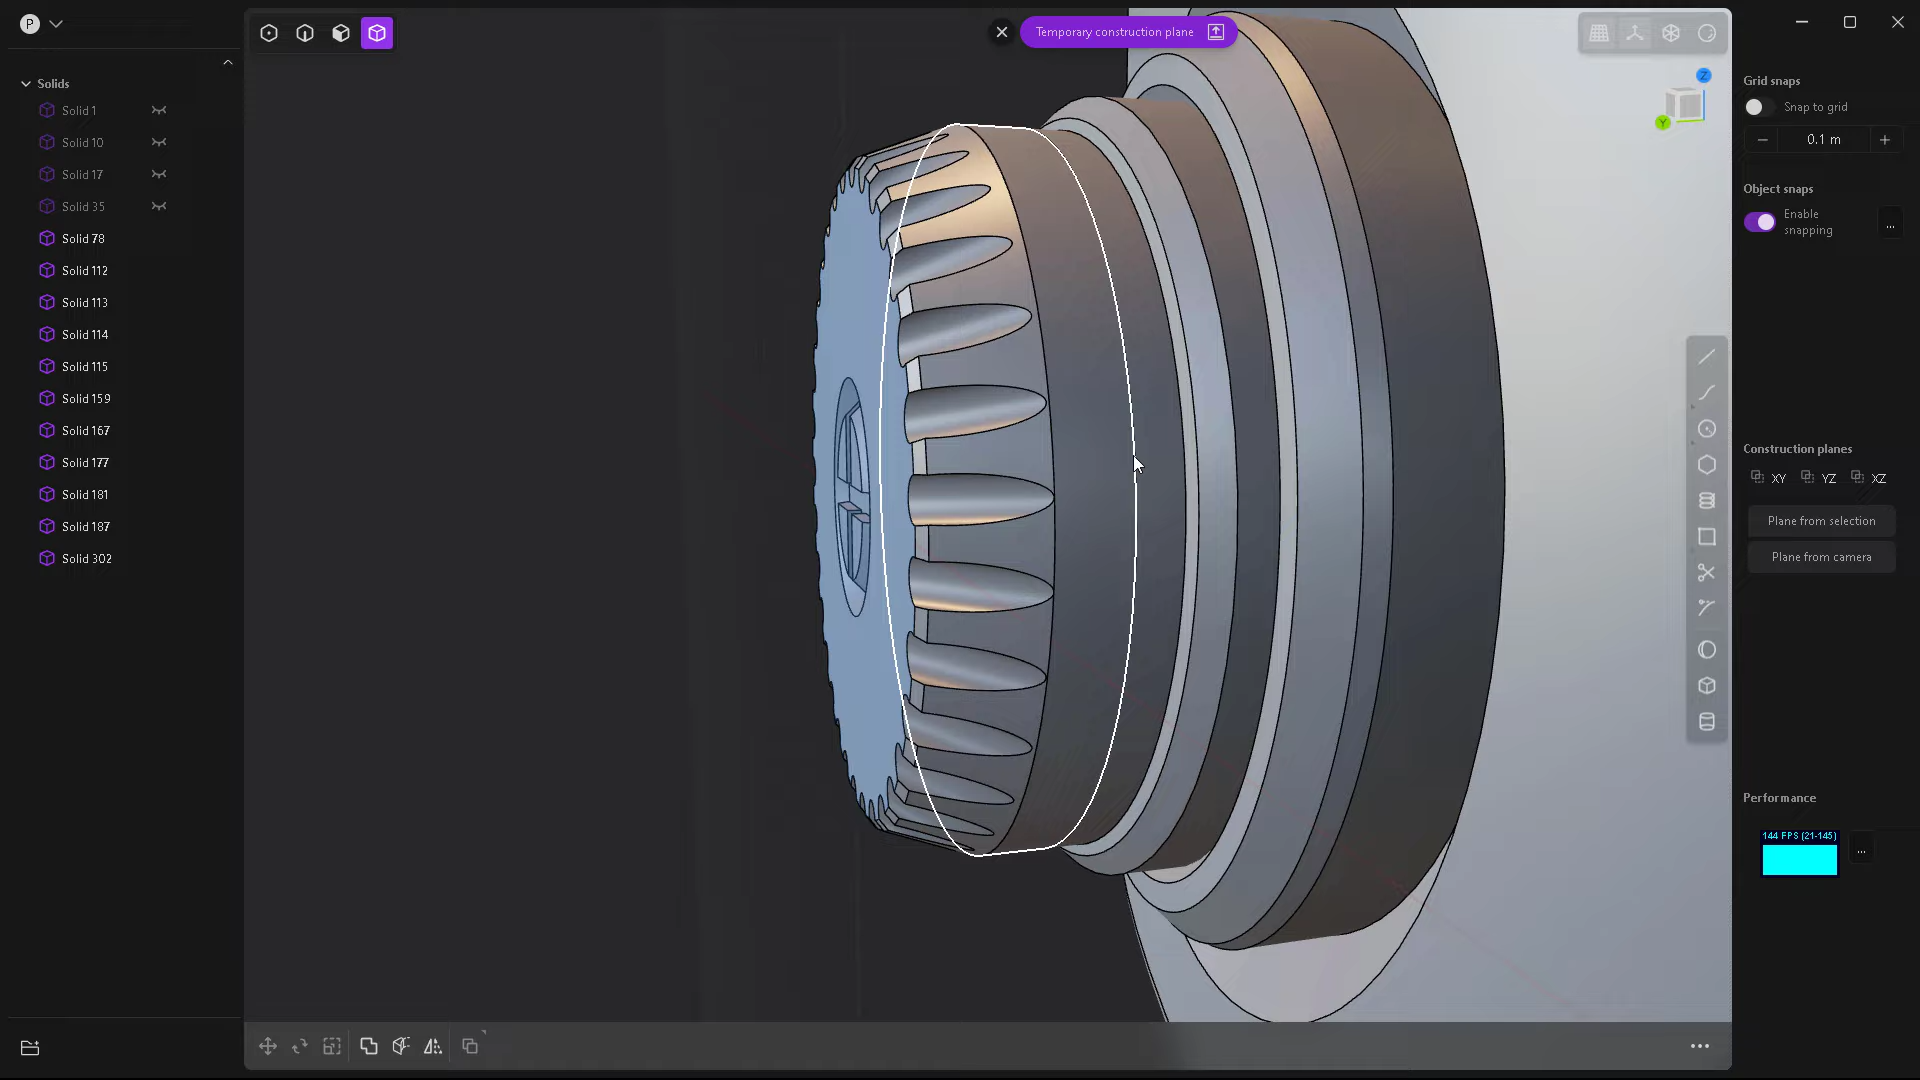 P
Temporary construction plane
Solids
Solid 1
Solid 10
Solid 17
Solid 35
Solid 78
Solid 112
Solid 113
Solid 114
Solid 115
Solid 159
Solid 167
Solid 177
Solid 181
Solid 187
Solid 302
Z
Y
Grid snaps
Snap to grid
0.1 m
Object snaps
Enable
snapping
...
Construction planes
XY YZ XZ
Plane from selection
Plane from camera
Performance
144 FPS (21-145)
...